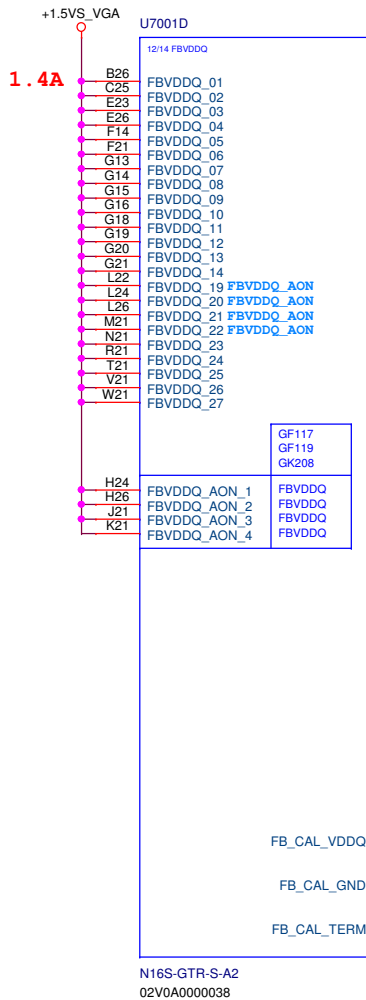 +1.5VS_VGA
U7001D
12/14 FBVDDQ
1.4A
B26 FBVDDQ_01
C25 FBVDDQ_02
E23 FBVDDQ_03
E26 FBVDDQ_04
F14 FBVDDQ_05
F21 FBVDDQ_06
G13 FBVDDQ_07
G14 FBVDDQ_08
G15 FBVDDQ_09
G16 FBVDDQ_10
G18 FBVDDQ_11
G19 FBVDDQ_12
G20 FBVDDQ_13
G21 FBVDDQ_14
L22 FBVDDQ_19 FBVDDQ_AON
L24 FBVDDQ_20 FBVDDQ_AON
L26 FBVDDQ_21 FBVDDQ_AON
M21 FBVDDQ_22 FBVDDQ_AON
N21 FBVDDQ_23
R21 FBVDDQ_24
T21 FBVDDQ_25
V21 FBVDDQ_26
W21 FBVDDQ_27
GF117
GF119
GK208
H24 FBVDDQ_AON_1 FBVDDQ
H26 FBVDDQ_AON_2 FBVDDQ
J21 FBVDDQ_AON_3 FBVDDQ
K21 FBVDDQ_AON_4 FBVDDQ
FB_CAL_VDDQ
FB_CAL_GND
FB_CAL_TERM
N16S-GTR-S-A2
02V0A0000038